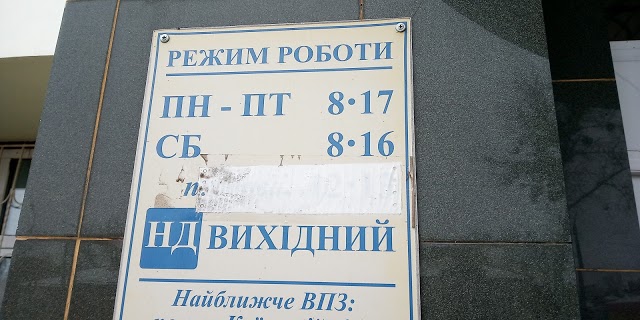 РЕЖИМ РОБОТИ
ПН - ПТ 8·17
СБ 8·16
НД ВИХІДНИЙ
Найближче ВПЗ: